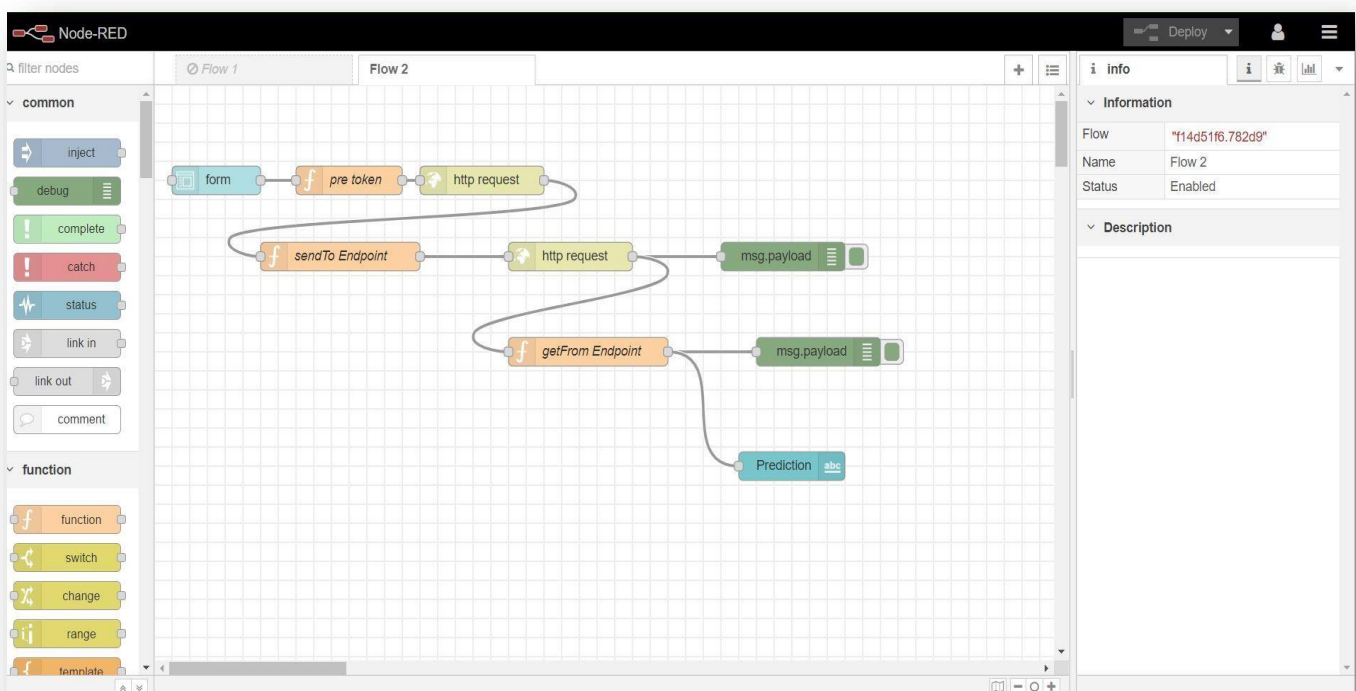 Node-RED
Deploy
filter nodes
Flow 1
Flow 2
info
i
common
Information
Flow "f14d51f6.782d9"
Name Flow 2
Status Enabled
Description
inject
debug
complete
catch
status
link in
link out
comment
function
function
switch
change
range
template
form
pre token
http request
sendTo Endpoint
http request
msg.payload
getFrom Endpoint
msg.payload
Prediction
abc